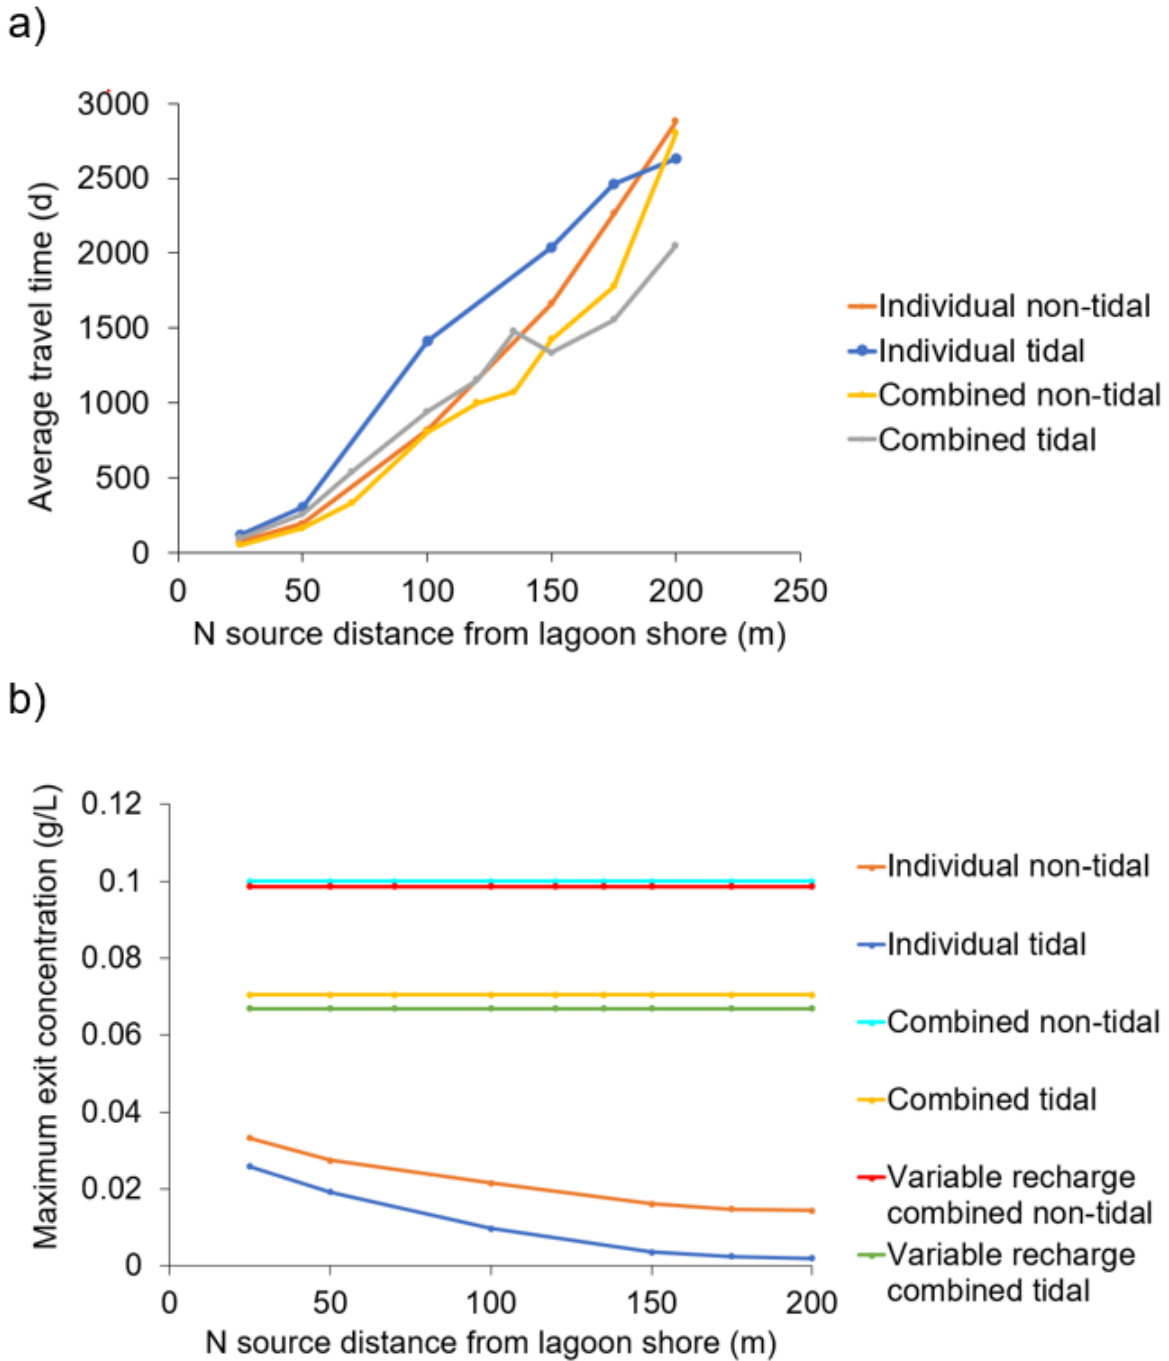 a)
3000
2500
2000
1500
1000
500
0
Average travel time (d)
0 50 100 150 200 250
N source distance from lagoon shore (m)
Individual non-tidal
Individual tidal
Combined non-tidal
Combined tidal
b)
0.12
0.1
0.08
0.06
0.04
0.02
0
Maximum exit concentration (g/L)
0 50 100 150 200
N source distance from lagoon shore (m)
Individual non-tidal
Individual tidal
Combined non-tidal
Combined tidal
Variable recharge
combined non-tidal
Variable recharge
combined tidal